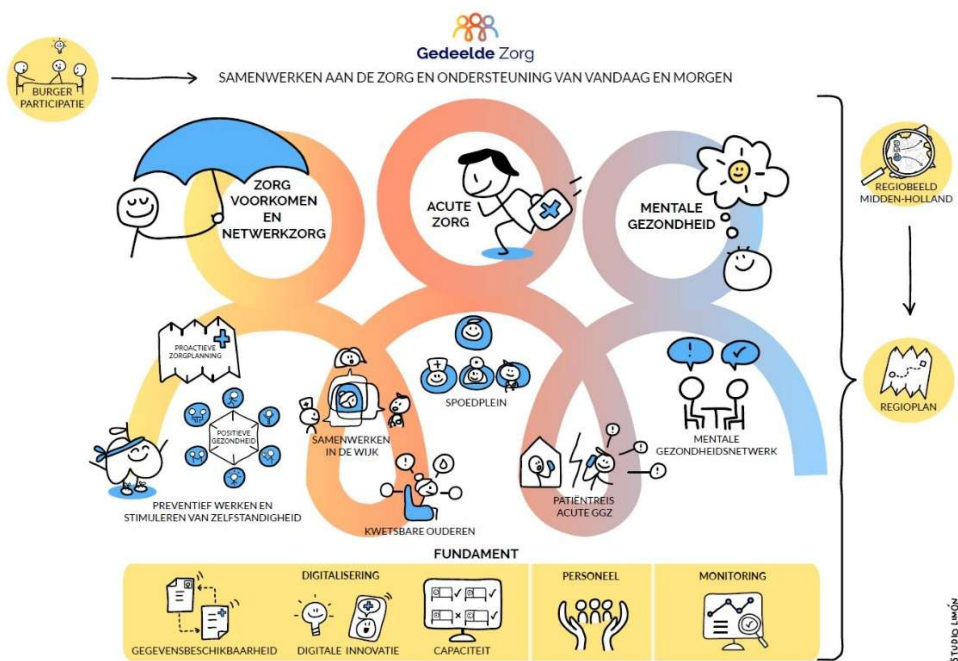 Gedeelde Zorg
SAMENWERKEN AAN DE ZORG EN ONDERSTEUNING VAN VANDAAG EN MORGEN
BURGER
PARTICIPATIE
ZORG
VOORKOMEN
EN
NETWERKZORG
ACUTE
ZORG
MENTALE
GEZONDHEID
REGIOBEELD
MIDDEN-HOLLAND
PROACTIEVE
ZORGPLANNING
POSITIEVE
GEZONDHEID
SAMENWERKEN
IN DE WIJK
SPOEDPLEIN
MENTALE
GEZONDHEIDSNETWERK
REGIOPLAN
PREVENTIEF WERKEN EN
STIMULEREN VAN ZELFSTANDIGHEID
KWETSBARE OUDEREN
PATIËNTREIS
ACUTE GGZ
FUNDAMENT
DIGITALISERING
PERSONEEL
MONITORING
GEGEVENSBESCHIKBAARHEID
DIGITALE INNOVATIE
CAPACITEIT
STUDIO LIMÓN